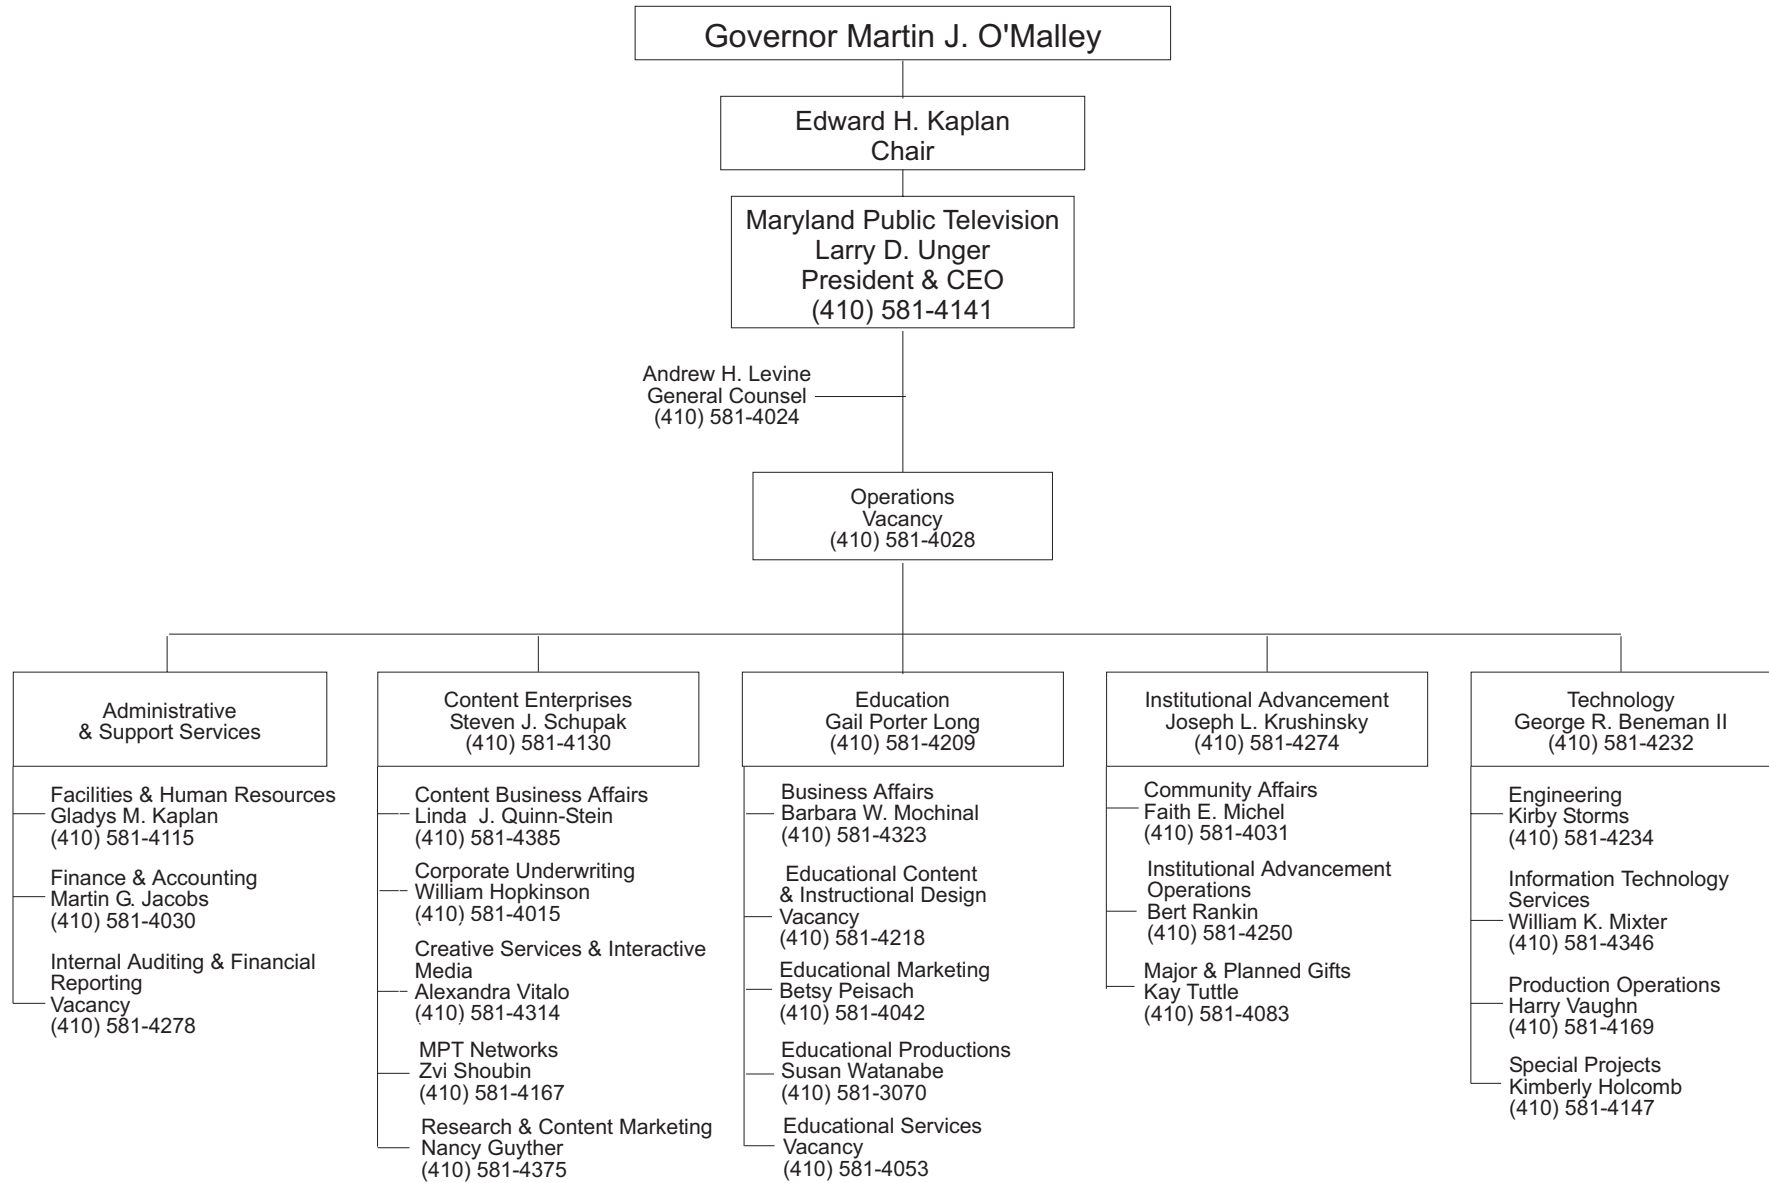 Governor Martin J. O'Malley
Edward H. Kaplan
Chair
Maryland Public Television
Larry D. Unger
President & CEO
(410) 581-4141
Andrew H. Levine
General Counsel
(410) 581-4024
Operations
Vacancy
(410) 581-4028
Administrative
& Support Services
Facilities & Human Resources
Gladys M. Kaplan
(410) 581-4115
Finance & Accounting
Martin G. Jacobs
(410) 581-4030
Internal Auditing & Financial
Reporting
Vacancy
(410) 581-4278
Content Enterprises
Steven J. Schupak
(410) 581-4130
Content Business Affairs
Linda J. Quinn-Stein
(410) 581-4385
Corporate Underwriting
William Hopkinson
(410) 581-4015
Creative Services & Interactive
Media
Alexandra Vitalo
(410) 581-4314
MPT Networks
Zvi Shoubin
(410) 581-4167
Research & Content Marketing
Nancy Guyther
(410) 581-4375
Education
Gail Porter Long
(410) 581-4209
Business Affairs
Barbara W. Mochinal
(410) 581-4323
Educational Content
& Instructional Design
Vacancy
(410) 581-4218
Educational Marketing
Betsy Peisach
(410) 581-4042
Educational Productions
Susan Watanabe
(410) 581-3070
Educational Services
Vacancy
(410) 581-4053
Institutional Advancement
Joseph L. Krushinsky
(410) 581-4274
Community Affairs
Faith E. Michel
(410) 581-4031
Institutional Advancement
Operations
Bert Rankin
(410) 581-4250
Major & Planned Gifts
Kay Tuttle
(410) 581-4083
Technology
George R. Beneman II
(410) 581-4232
Engineering
Kirby Storms
(410) 581-4234
Information Technology
Services
William K. Mixter
(410) 581-4346
Production Operations
Harry Vaughn
(410) 581-4169
Special Projects
Kimberly Holcomb
(410) 581-4147